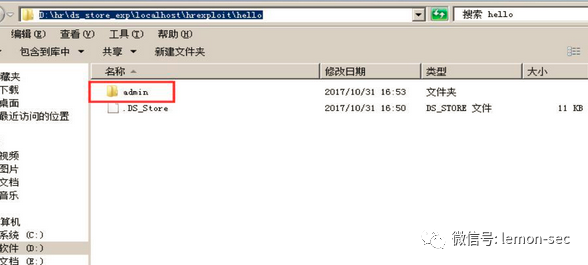 D:\hr\ds_store_exp\localhost\hrexploit\hello
搜索 hello
编辑(E) 查看(V) 工具(T) 帮助(H)
包含到库中 共享 新建文件夹
名称 修改日期 类型 大小
admin 2017/10/31 16:53 文件夹
.DS_Store 2017/10/31 16:50 DS_STORE 文件 11 KB
藏夹
下载
桌面
最近访问的位置
视频
图片
文档
音乐
算机
系统 (C:)
软件 (D:)
文档 (E:)
微信号: lemon-sec